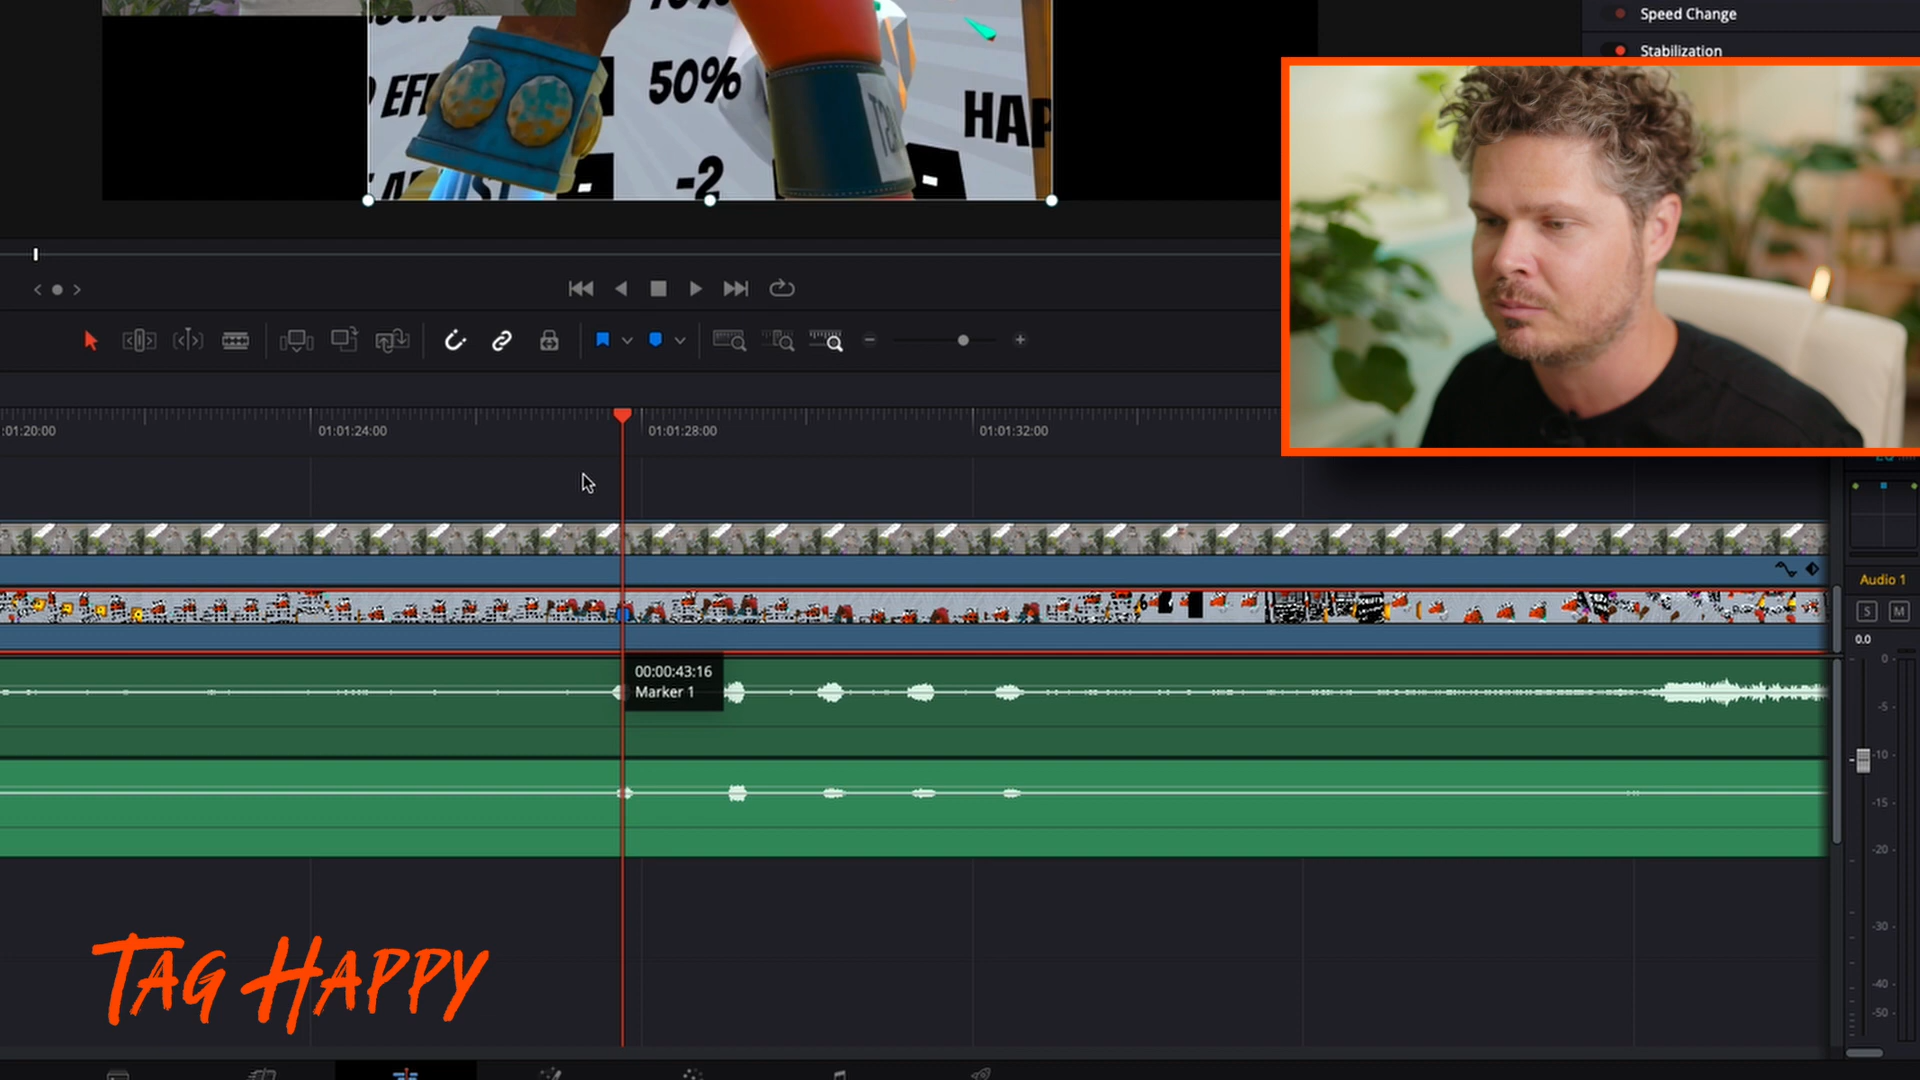 Speed Change
Stabilization
50%
HAP
-2
:01:20:00
01:01:24:00
01:01:28:00
01:01:32:00
Audio 1
S M
0.0
00:00:43:16
Marker 1
0
-5
-10
-15
-20
-30
-40
-50
TAG HAPPY